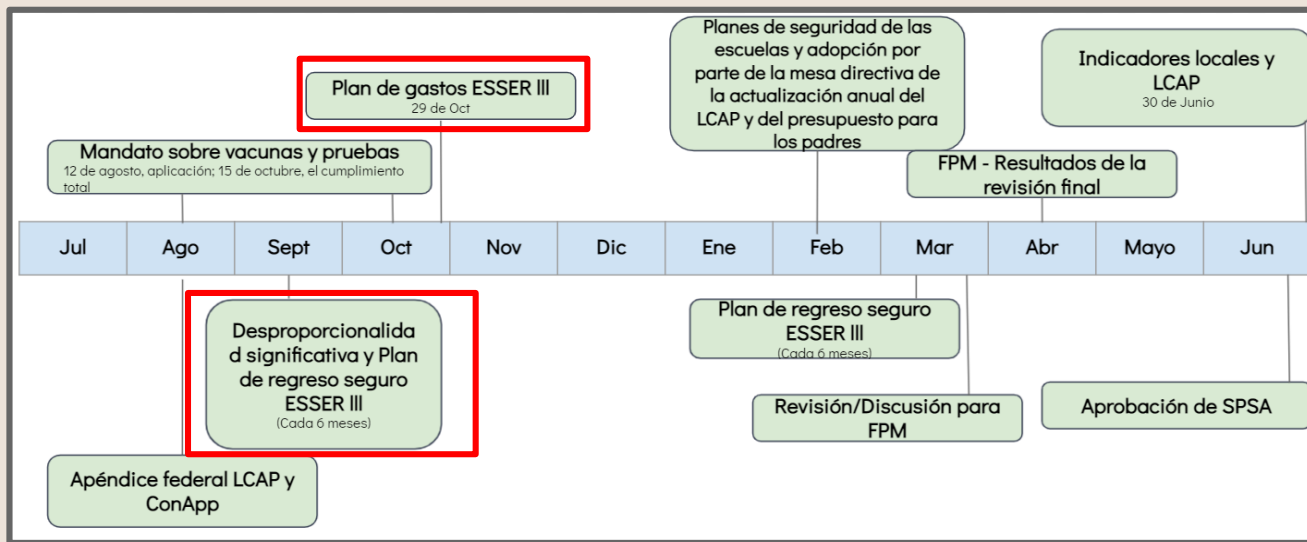 Planes de seguridad de las
escuelas y adopción por
parte de la mesa directiva de
la actualización anual del
LCAP y del presupuesto para
los padres
Indicadores locales y
LCAP
30 de Junio
Plan de gastos ESSER III
29 de Oct
Mandato sobre vacunas y pruebas
12 de agosto, aplicación; 15 de octubre, el cumplimiento
total
FPM - Resultados de la
revisión final
Jul Ago Sept Oct Nov Dic Ene Feb Mar Abr Mayo Jun
Desproporcionalida
d significativa y Plan
de regreso seguro
ESSER III
(Cada 6 meses)
Plan de regreso seguro
ESSER III
(Cada 6 meses)
Revisión/Discusión para
FPM
Aprobación de SPSA
Apéndice federal LCAP y
ConApp